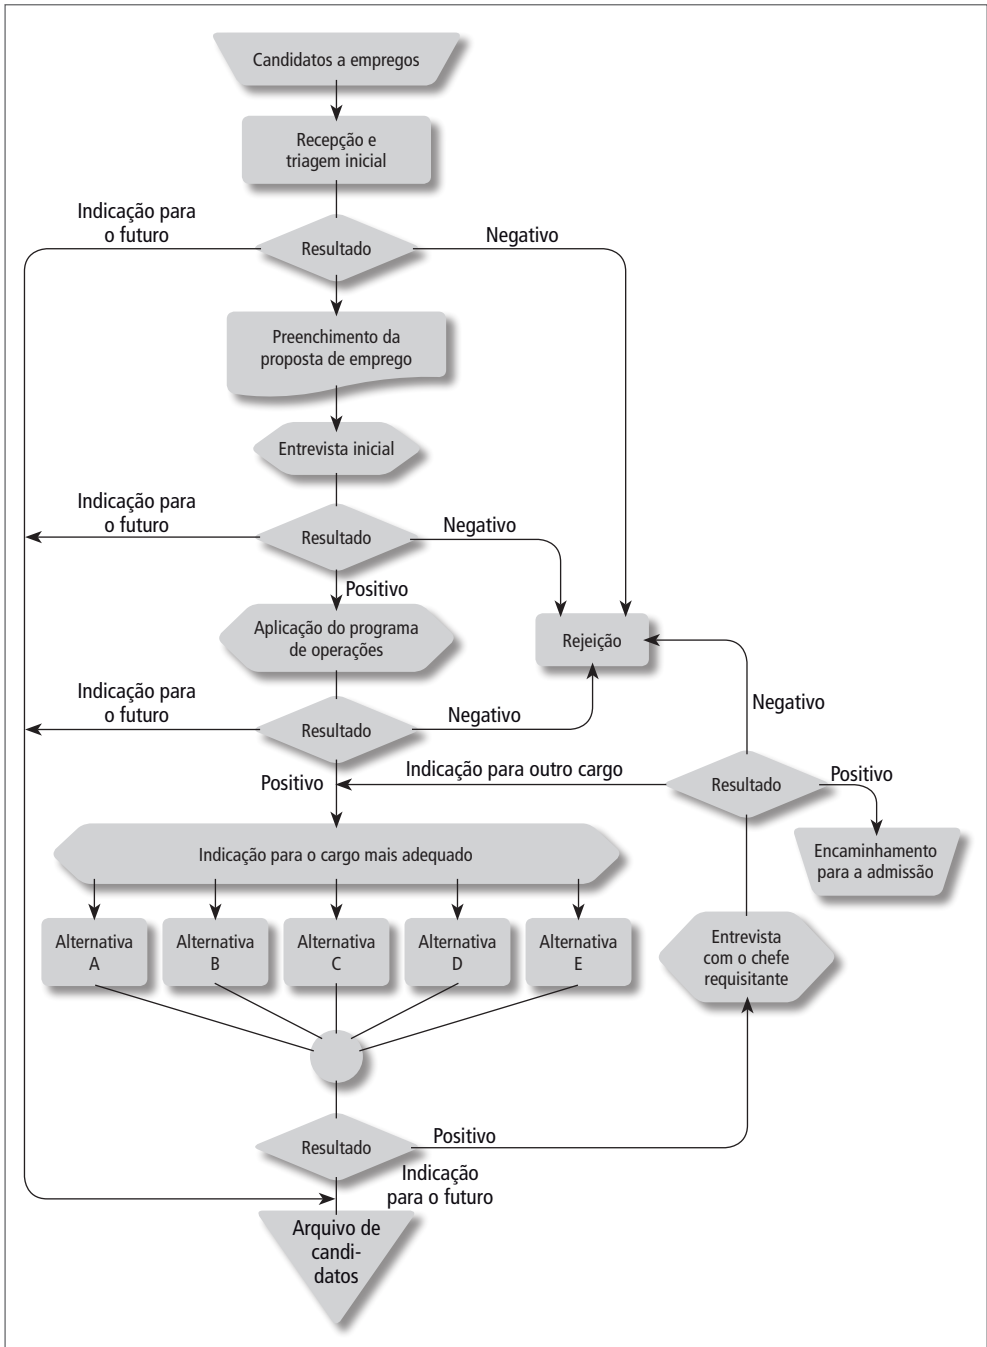 Candidatos a empregos
Recepção e
triagem inicial
Indicação para
o futuro
Resultado
Negativo
Preenchimento da
proposta de emprego
Entrevista inicial
Indicação para
o futuro
Resultado
Negativo
Positivo
Aplicação do programa
de operações
Rejeição
Indicação para
o futuro
Resultado
Negativo
Negativo
Positivo
Indicação para outro cargo
Resultado
Positivo
Indicação para o cargo mais adequado
Encaminhamento
para a admissão
Alternativa
A
Alternativa
B
Alternativa
C
Alternativa
D
Alternativa
E
Entrevista
com o chefe
requisitante
Resultado
Positivo
Indicação
para o futuro
Arquivo de
candi-
datos